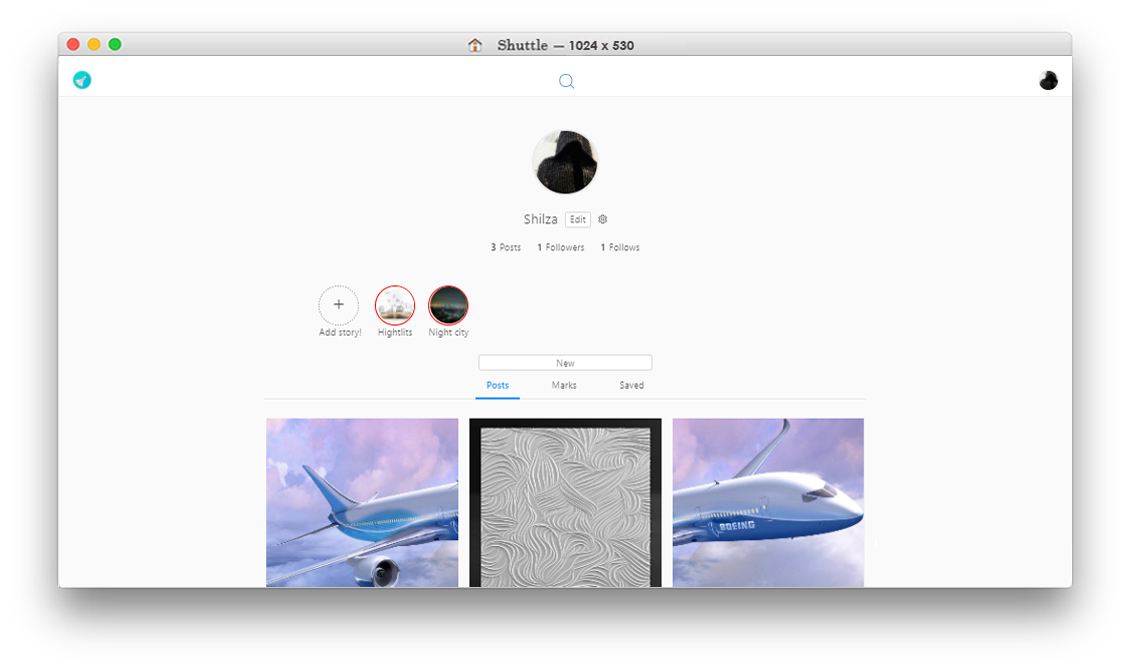 Shuttle — 1024 x 530
Shilza Edit
3 Posts 1 Followers 1 Follows
Add story! Hightlits Night city
New
Posts Marks Saved
BOEING